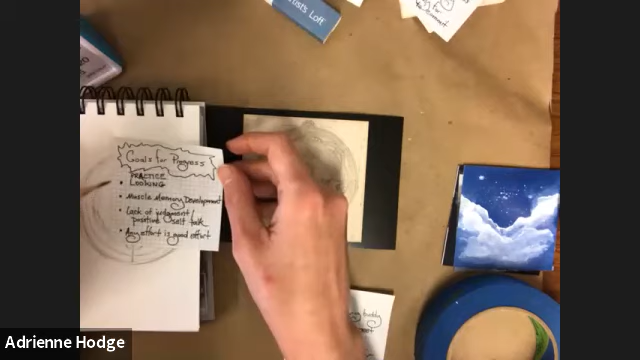 Artist's Loft
Goals for Progress
PRACTICE
LOOKING
• Muscle Memory Development
• Lack of judgment/
positive self talk
• Any effort is good effort
Adrienne Hodge